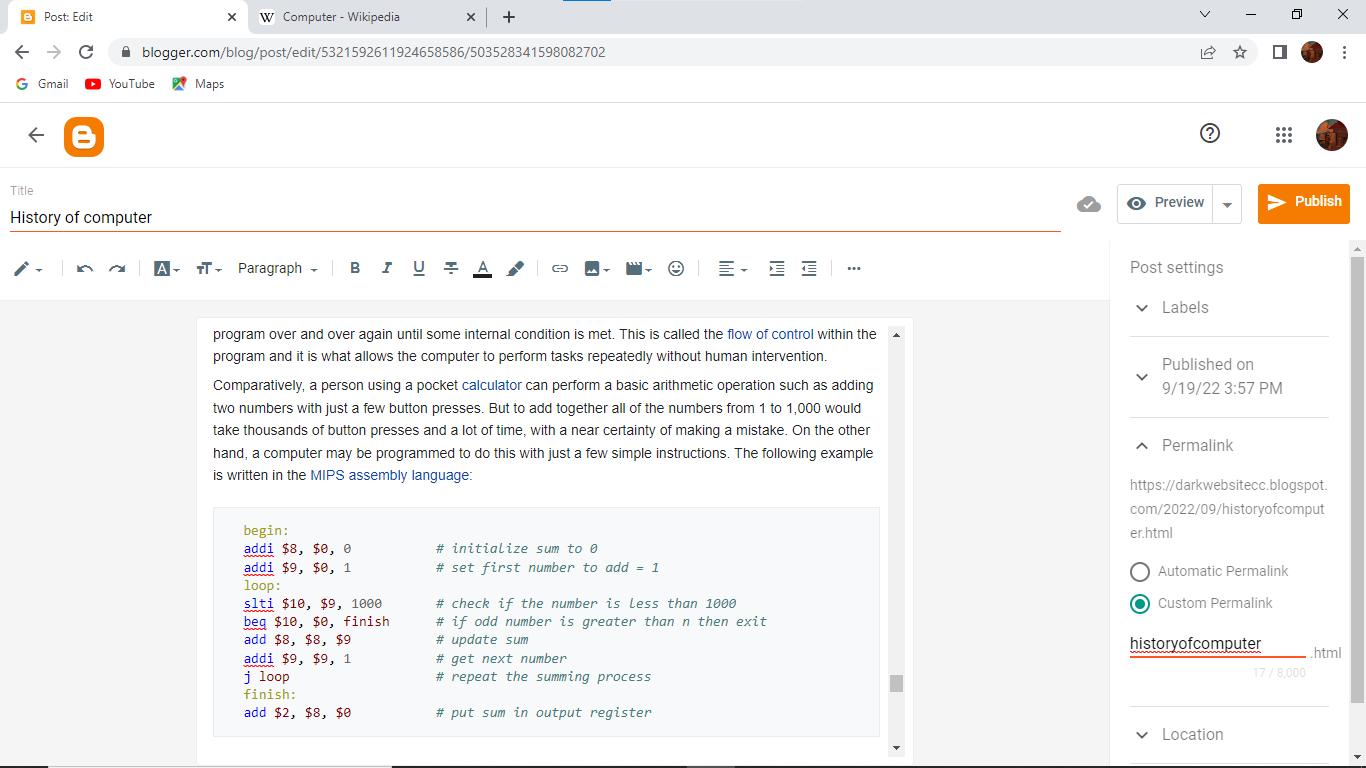 Post: Edit
Computer - Wikipedia
blogger.com/blog/post/edit/5321592611924658586/503528341598082702
Gmail YouTube Maps
Title
History of computer
Preview
Publish
Paragraph
program over and over again until some internal condition is met. This is called the flow of control within the
program and it is what allows the computer to perform tasks repeatedly without human intervention.
Comparatively, a person using a pocket calculator can perform a basic arithmetic operation such as adding
two numbers with just a few button presses. But to add together all of the numbers from 1 to 1,000 would
take thousands of button presses and a lot of time, with a near certainty of making a mistake. On the other
hand, a computer may be programmed to do this with just a few simple instructions. The following example
is written in the MIPS assembly language:
begin:
addi $8, $0, 0 # initialize sum to 0
addi $9, $0, 1 # set first number to add = 1
loop:
slti $10, $9, 1000 # check if the number is less than 1000
beq $10, $0, finish # if odd number is greater than n then exit
add $8, $8, $9 # update sum
addi $9, $9, 1 # get next number
j loop # repeat the summing process
finish:
add $2, $8, $0 # put sum in output register
Post settings
Labels
Published on
9/19/22 3:57 PM
Permalink
https://darkwebsitecc.blogspot.
com/2022/09/historyofcomput
er.html
Automatic Permalink
Custom Permalink
historyofcomputer .html
17 / 8,000
Location